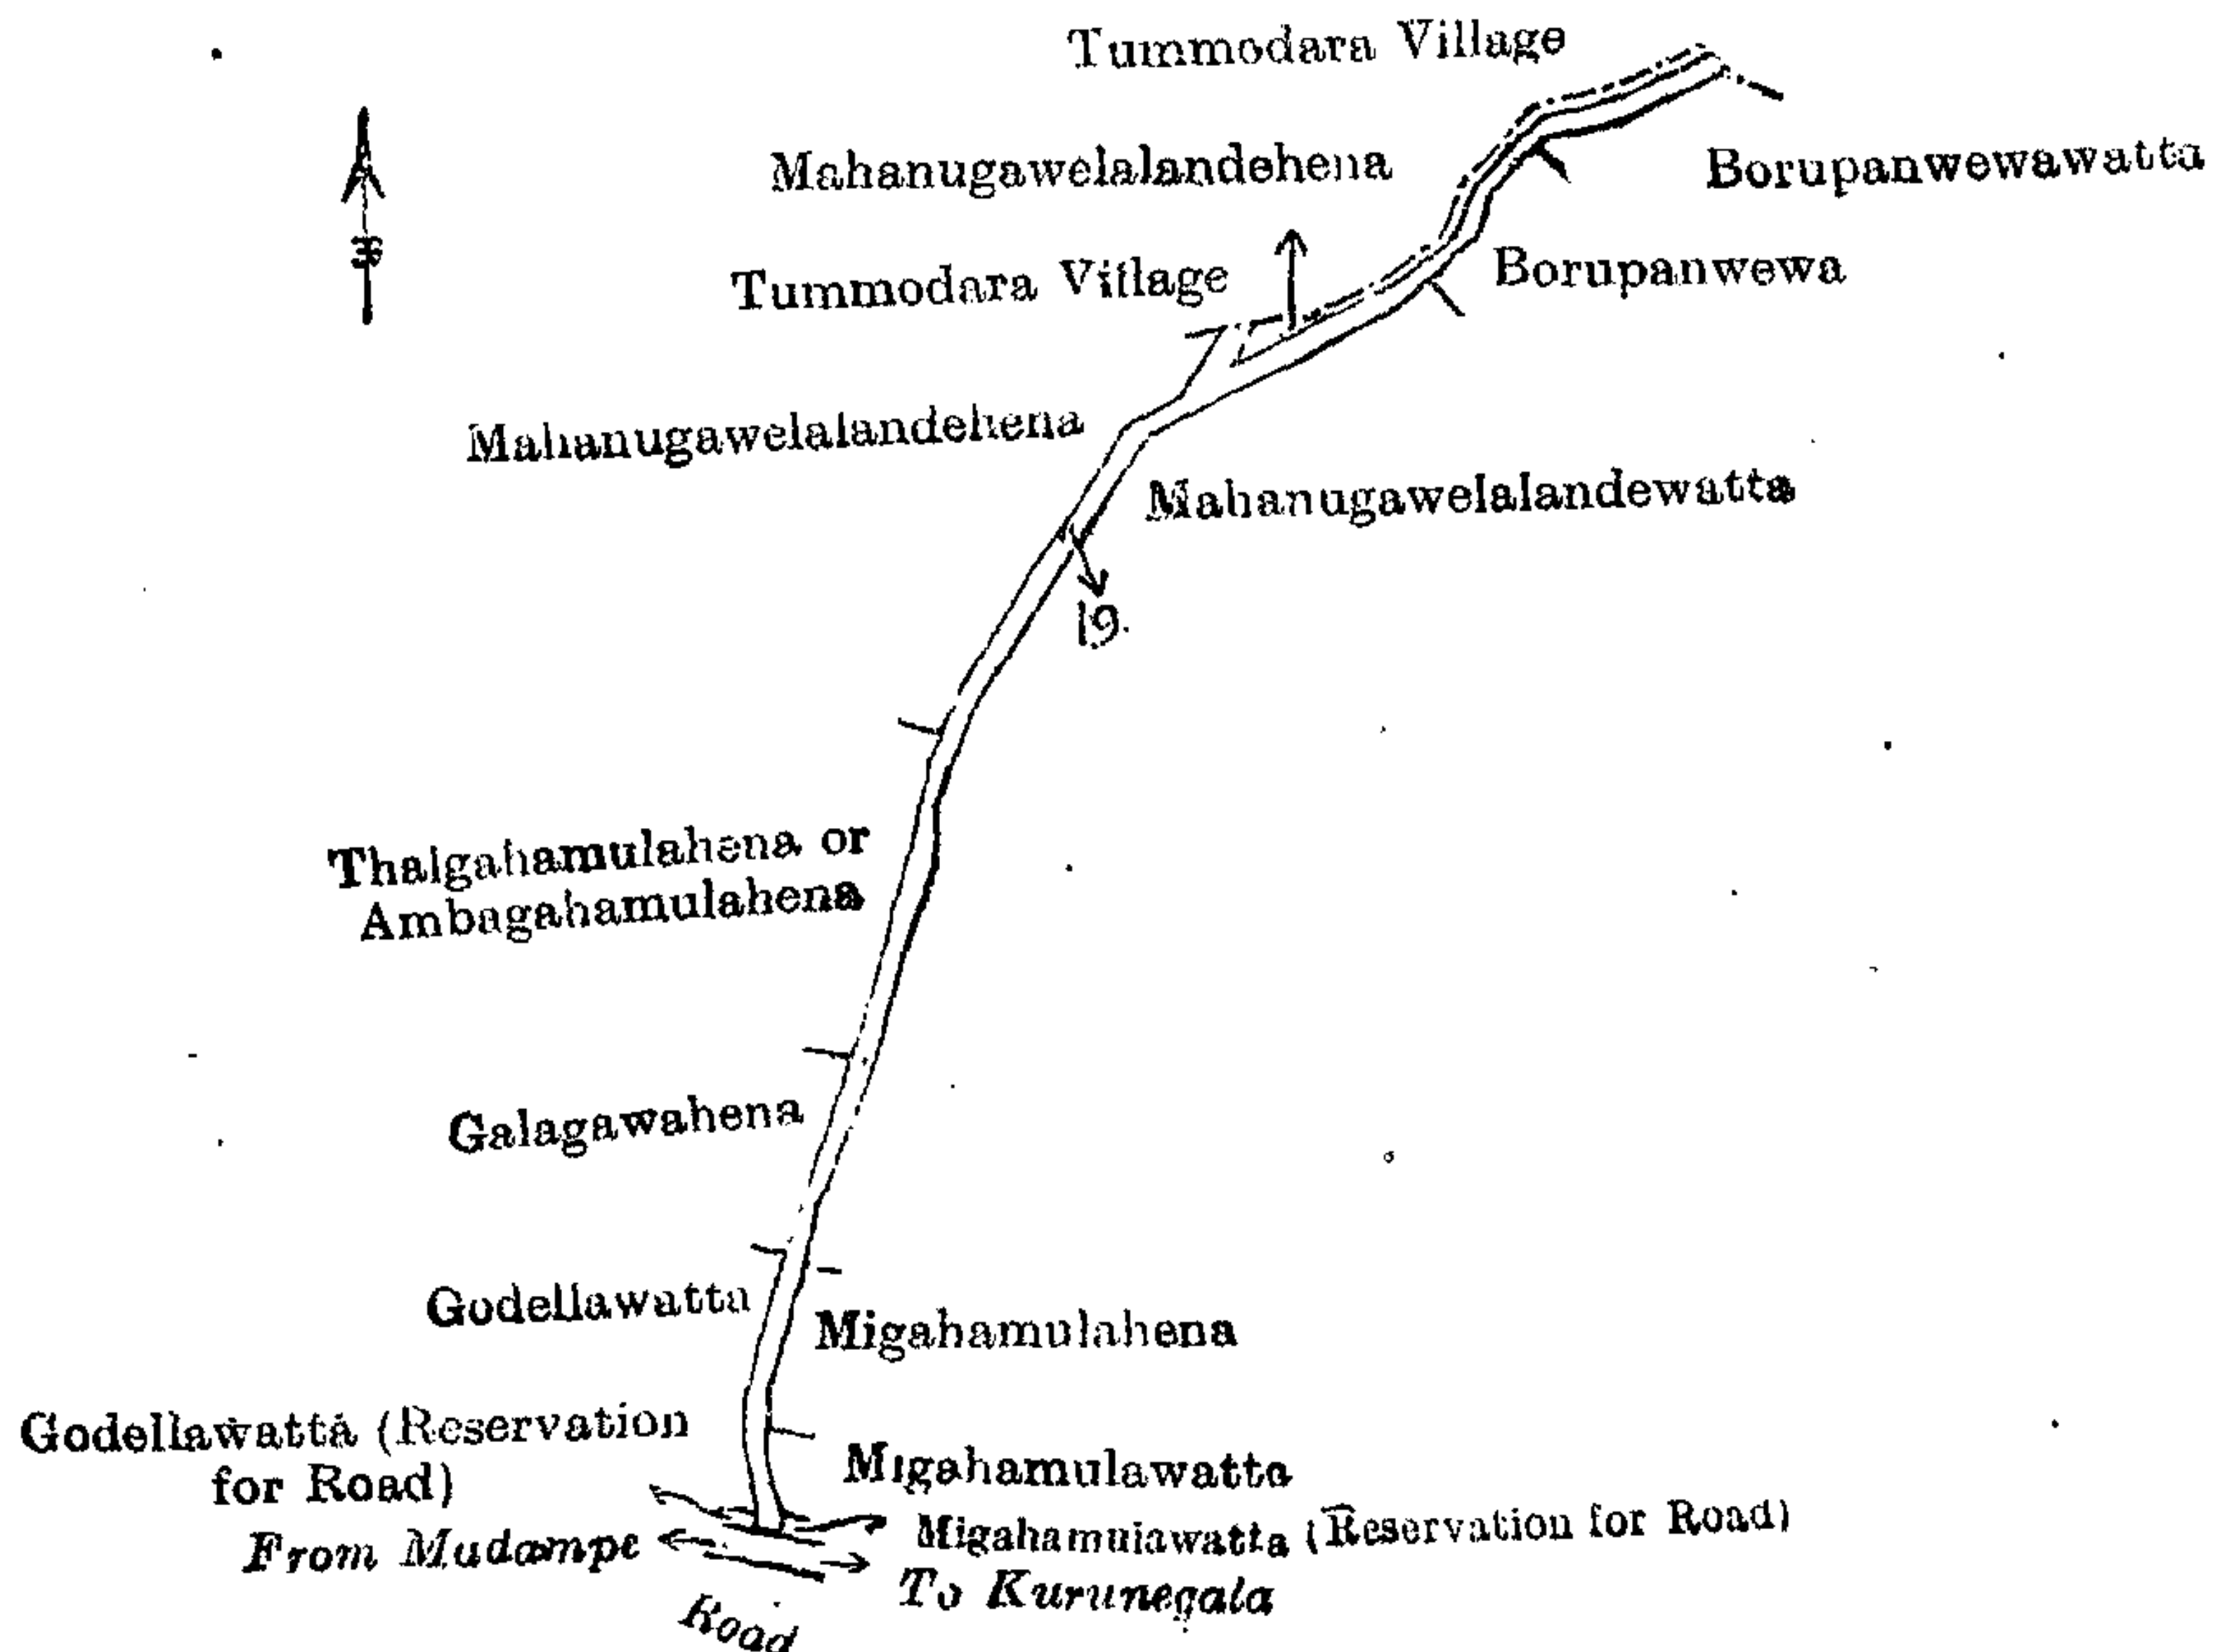 Tummodara Village
Mahanugawelalandehena
Borupanwewawatta
Tummodara Village
Borupanwewa
Mahanugawelalandehena
Mahanugawelalandewatta
19.
Thalgahamulahena or
Ambagahamulahena
Galagawahena
Godellawatta
Migahamulahena
Godellawatta (Reservation
for Road)
Migahamulawatta
Migahamulawatta (Reservation for Road)
From Madampe
To Kurunegala
Road